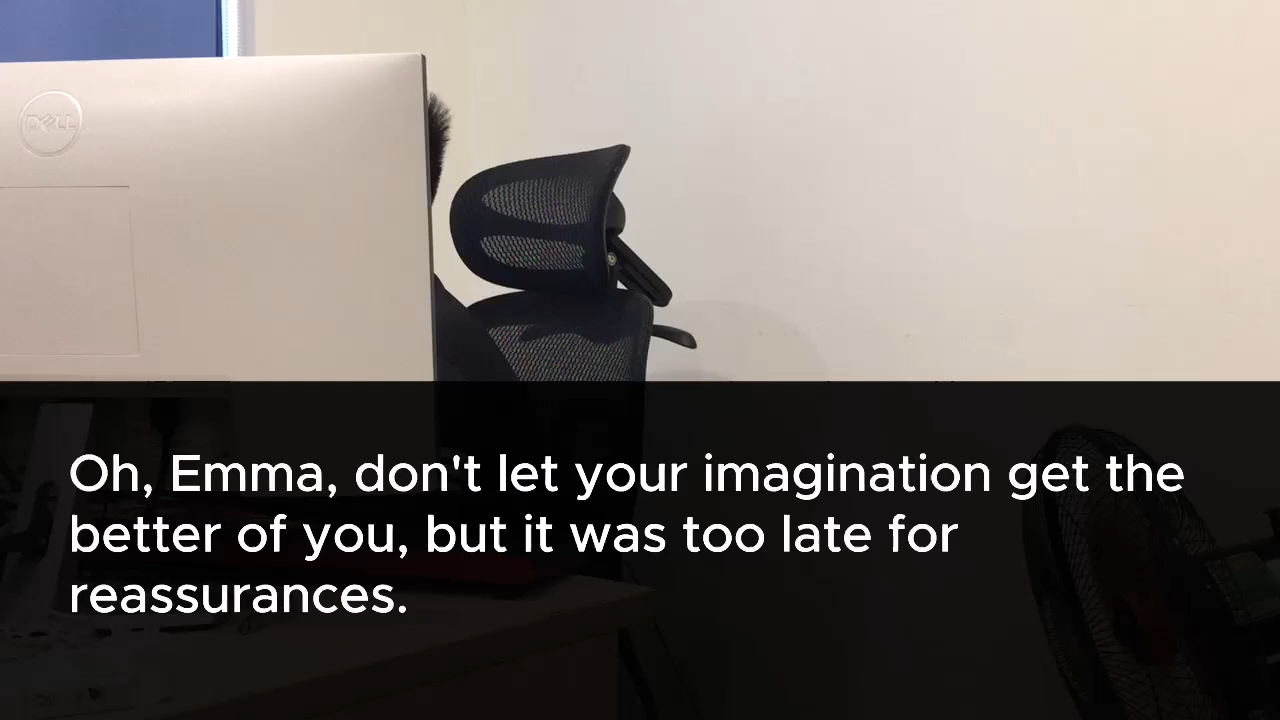 DELL
Oh, Emma, don't let your imagination get the
better of you, but it was too late for
reassurances.